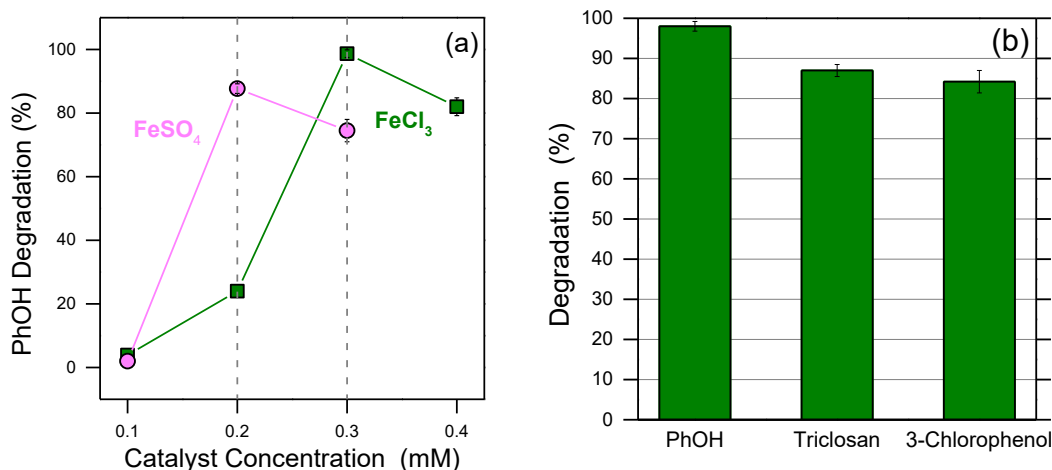 (a)
PhOH Degradation (%)
100
80
60
40
20
0
FeSO₄
FeCl₃
0.1 0.2 0.3 0.4
Catalyst Concentration (mM)
(b)
Degradation (%)
100
90
80
70
60
50
40
30
20
10
0
PhOH Triclosan 3-Chlorophenol